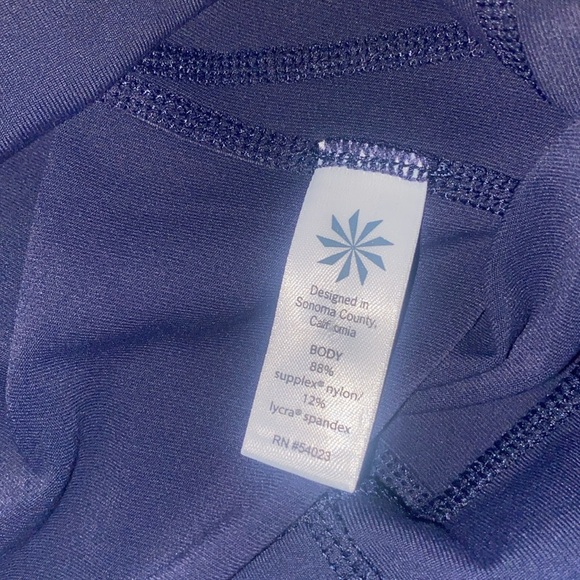 Designed in
Sonoma County,
California
BODY
88%
supplex® nylon/
12%
lycra® spandex
RN #54023